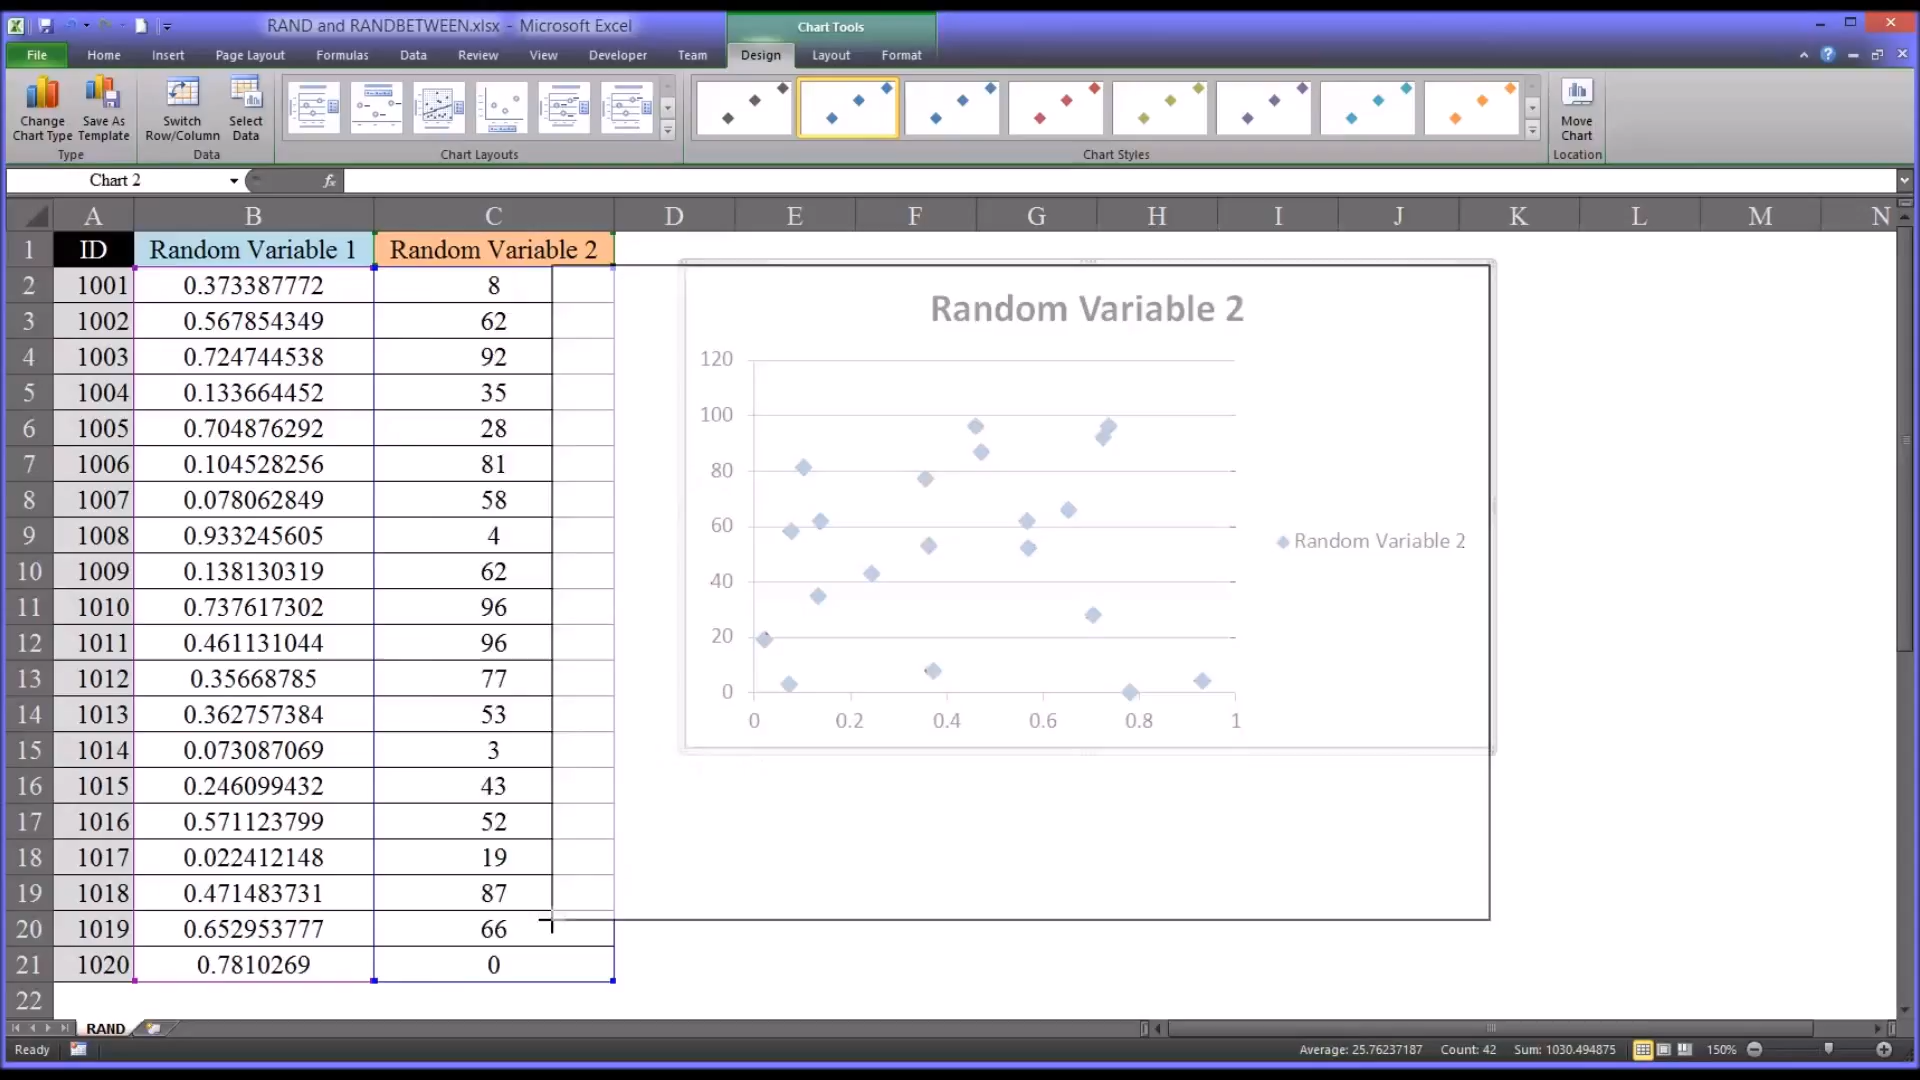 RAND and RANDBETWEEN.xlsx - Microsoft Excel
Chart Tools
File Home Insert Page Layout Formulas Data Review View Developer Team Design Layout Format
Change Chart Type
Save As Template
Switch Row/Column
Select Data
Move Chart
Type Data Chart Layouts Chart Styles Location
Chart 2 fx
A B C D E F G H I J K L M N
1 ID Random Variable 1 Random Variable 2
2 1001 0.373387772 8
3 1002 0.567854349 62
4 1003 0.724744538 92
5 1004 0.133664452 35
6 1005 0.704876292 28
7 1006 0.104528256 81
8 1007 0.078062849 58
9 1008 0.933245605 4
10 1009 0.138130319 62
11 1010 0.737617302 96
12 1011 0.461131044 96
13 1012 0.35668785 77
14 1013 0.362757384 53
15 1014 0.073087069 3
16 1015 0.246099432 43
17 1016 0.571123799 52
18 1017 0.022412148 19
19 1018 0.471483731 87
20 1019 0.652953777 66
21 1020 0.7810269 0
22
Random Variable 2
120
100
80
60
40
20
0
0 0.2 0.4 0.6 0.8 1
Random Variable 2
RAND
Ready Average: 25.76237187 Count: 42 Sum: 1030.494875 150%